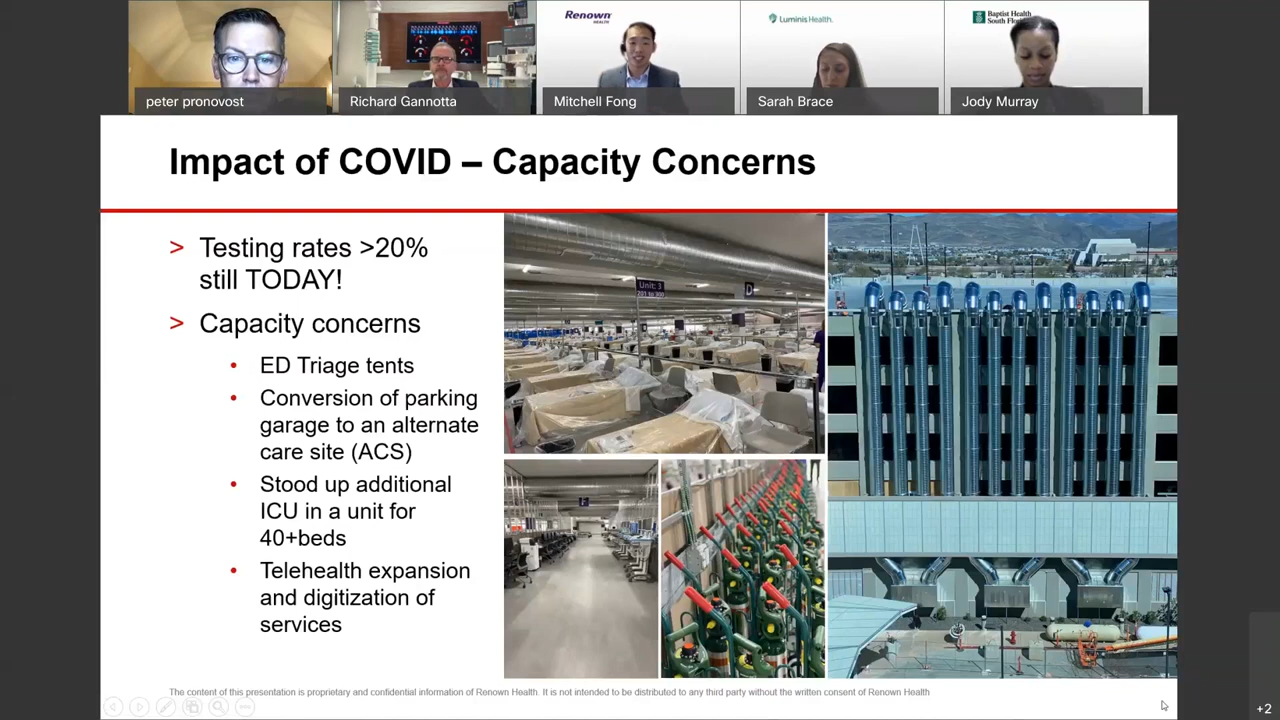 Renown
HEALTH
Luminis Health.
Baptist Health
peter pronovost
Richard Gannotta
Mitchell Fong
Sarah Brace
Jody Murray
Impact of COVID – Capacity Concerns
> Testing rates >20%
still TODAY!
> Capacity concerns
• ED Triage tents
• Conversion of parking
garage to an alternate
care site (ACS)
• Stood up additional
ICU in a unit for
40+beds
• Telehealth expansion
and digitization of
services
Unit: 3
201 to 300
D
F
The content of this presentation is proprietary and confidential information of Renown Health. It is not intended to be distributed to any third party without the written consent of Renown Health
+2